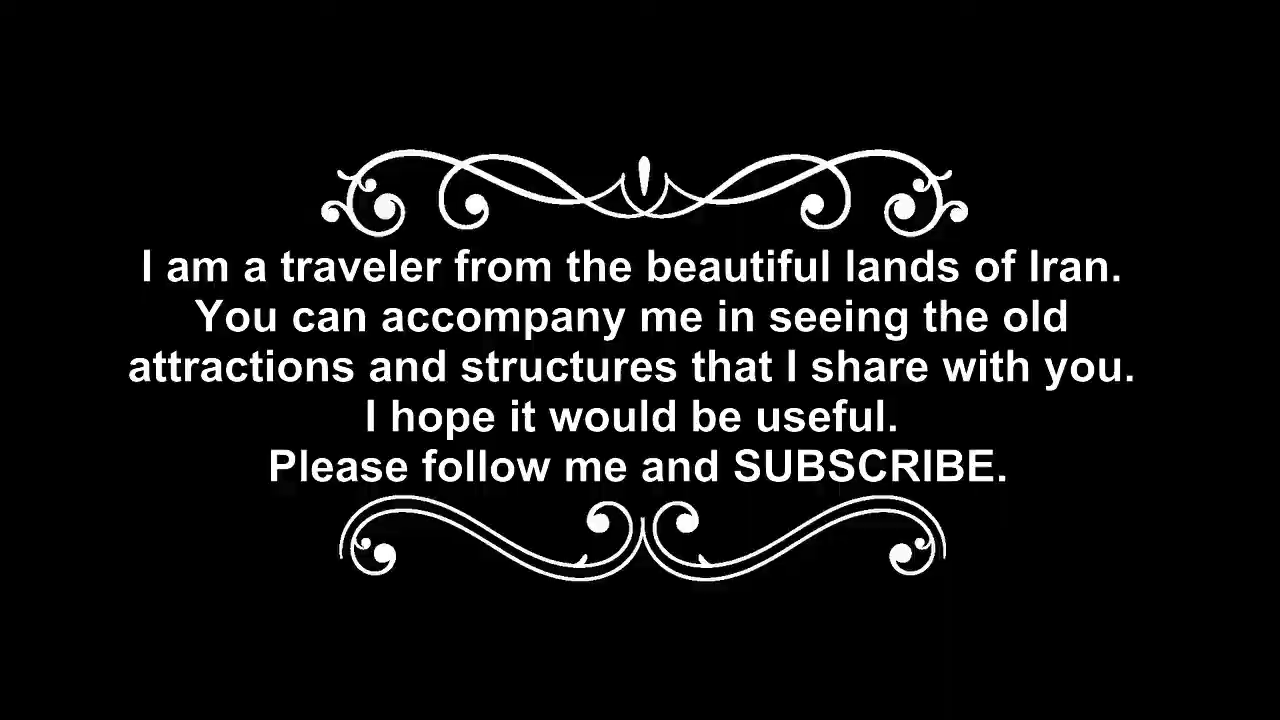 I am a traveler from the beautiful lands of Iran.
You can accompany me in seeing the old
attractions and structures that I share with you.
I hope it would be useful.
Please follow me and SUBSCRIBE.